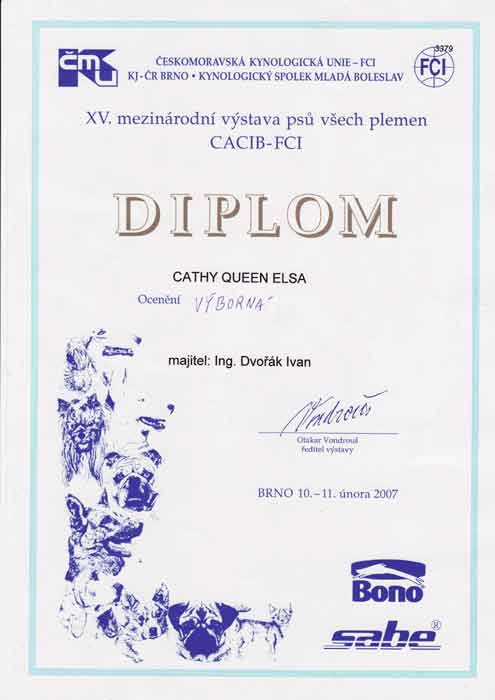 čmku
ČESKOMORAVSKÁ KYNOLOGICKÁ UNIE – FCI
KJ-ČR BRNO • KYNOLOGICKÝ SPOLEK MLADÁ BOLESLAV
3379
FCI
XV. mezinárodní výstava psů všech plemen
CACIB-FCI
DIPLOM
CATHY QUEEN ELSA
Ocenění VÝBORNÁ
majitel: Ing. Dvořák Ivan
Vondrouš
Otakar Vondrouš
ředitel výstavy
BRNO 10. – 11. února 2007
Bono
sabe®